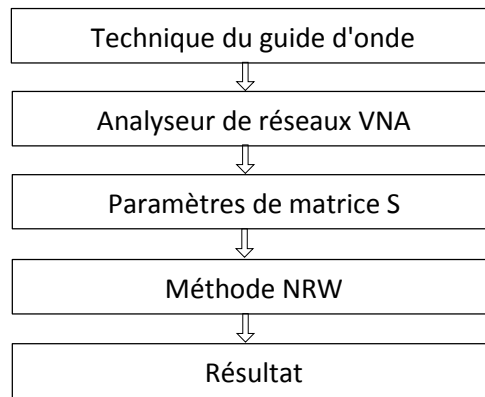 Technique du guide d'onde
Analyseur de réseaux VNA
Paramètres de matrice S
Méthode NRW
Résultat